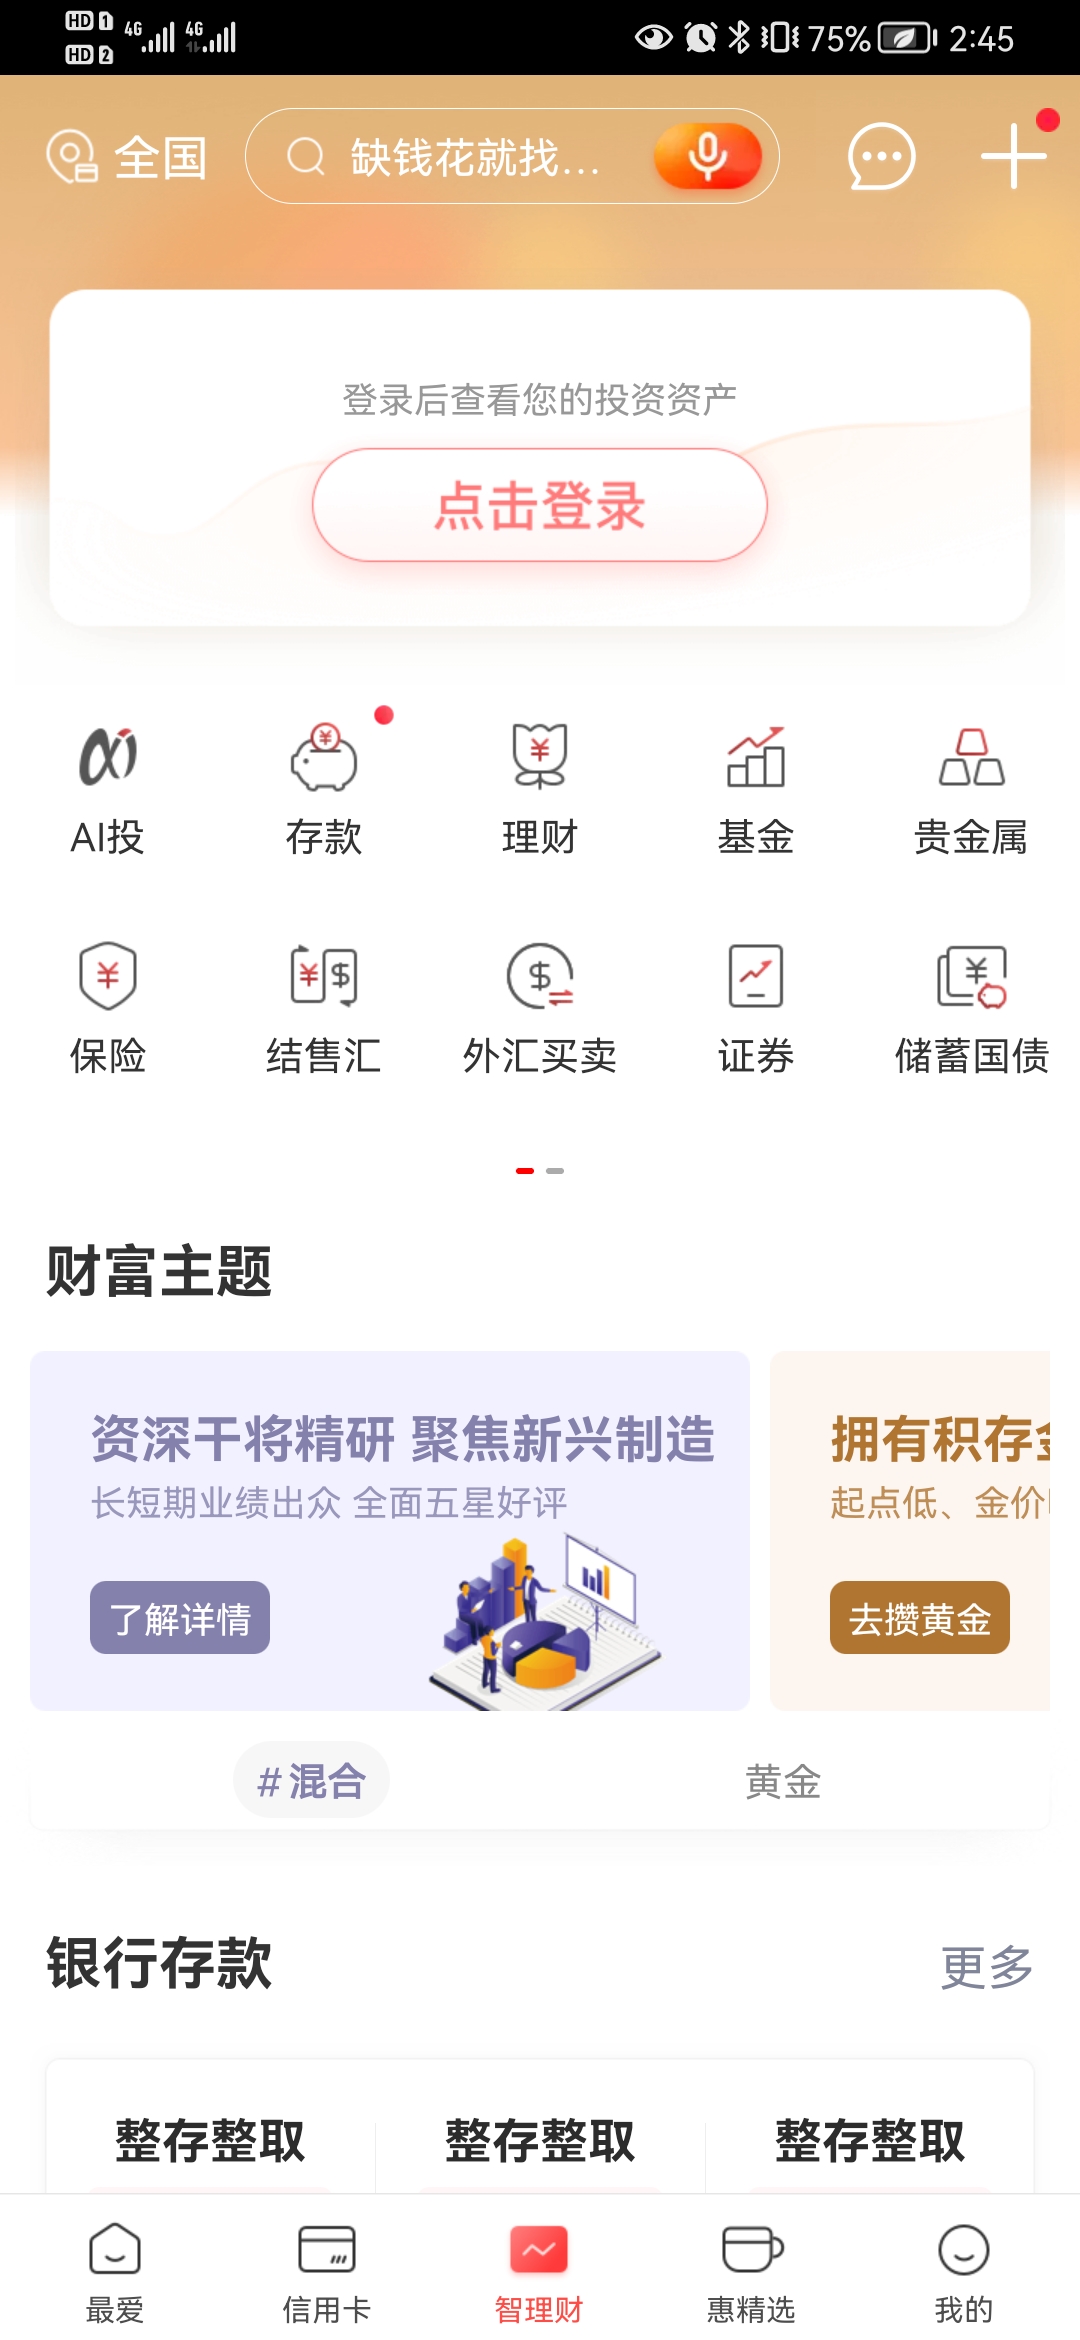 HD 1 4G 4G 75% 2:45
HD 2
全国 缺钱花就找...
登录后查看您的投资资产
点击登录
AI投 存款 理财 基金 贵金属
保险 结售汇 外汇买卖 证券 储蓄国债
财富主题
资深干将精研 聚焦新兴制造 拥有积存金
长短期业绩出众 全面五星好评 起点低、金价
了解详情 去攒黄金
#混合 黄金
银行存款 更多
整存整取 整存整取 整存整取
最爱 信用卡 智理财 惠精选 我的